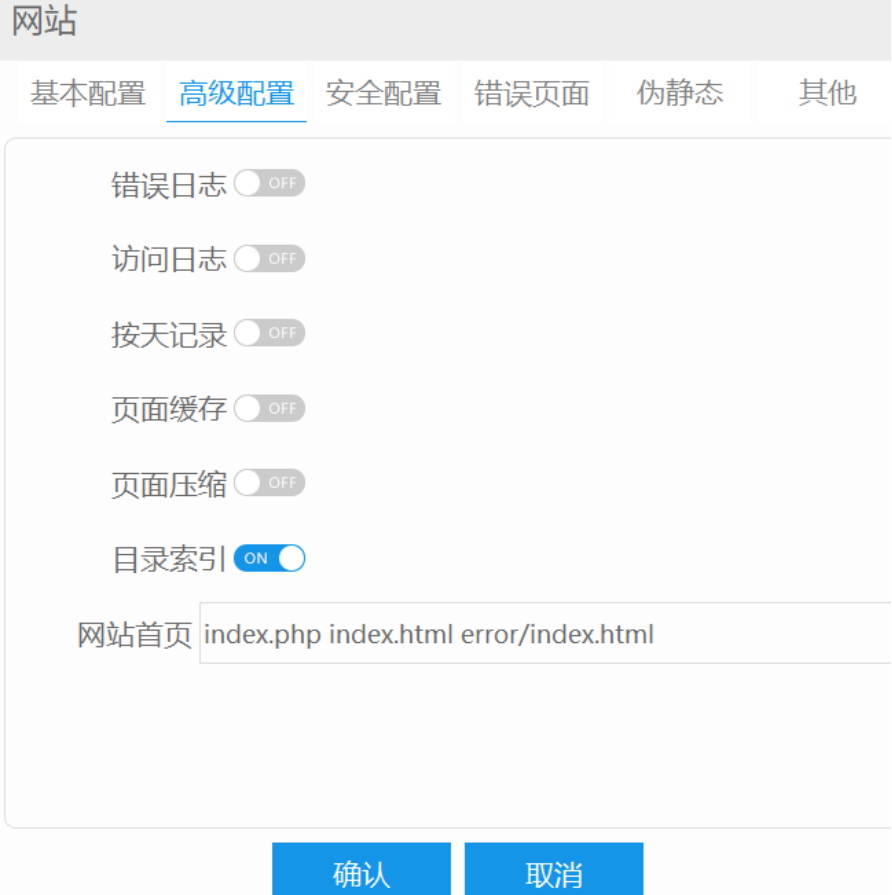 网站
基本配置 高级配置 安全配置 错误页面 伪静态 其他
错误日志 OFF
访问日志 OFF
按天记录 OFF
页面缓存 OFF
页面压缩 OFF
目录索引 ON
网站首页 index.php index.html error/index.html
确认 取消